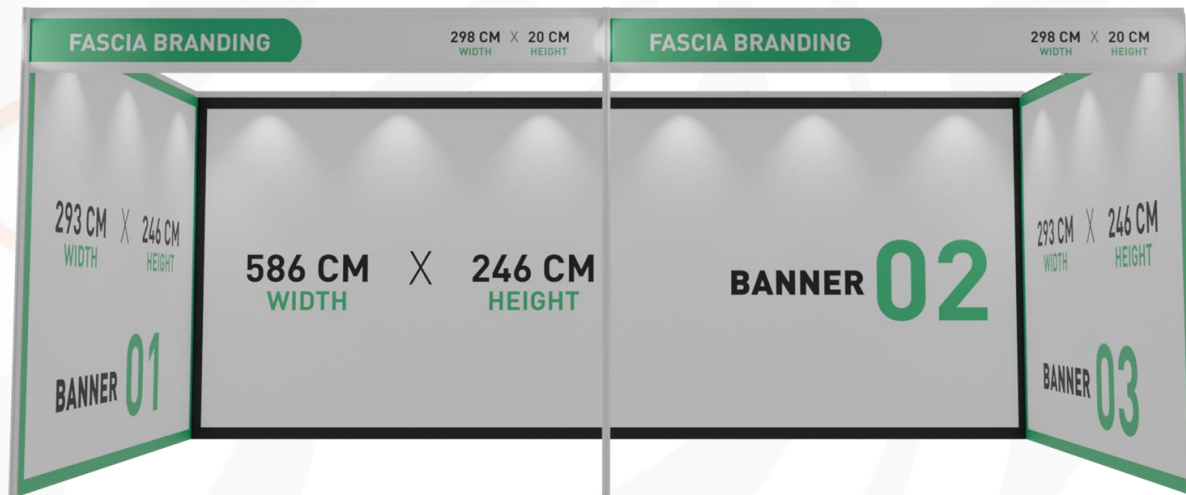 FASCIA BRANDING
298 CM X 20 CM
WIDTH HEIGHT
FASCIA BRANDING
298 CM X 20 CM
WIDTH HEIGHT
293 CM X 246 CM
WIDTH HEIGHT
BANNER 01
586 CM X 246 CM
WIDTH HEIGHT
BANNER 02
293 CM X 246 CM
WIDTH HEIGHT
BANNER 03